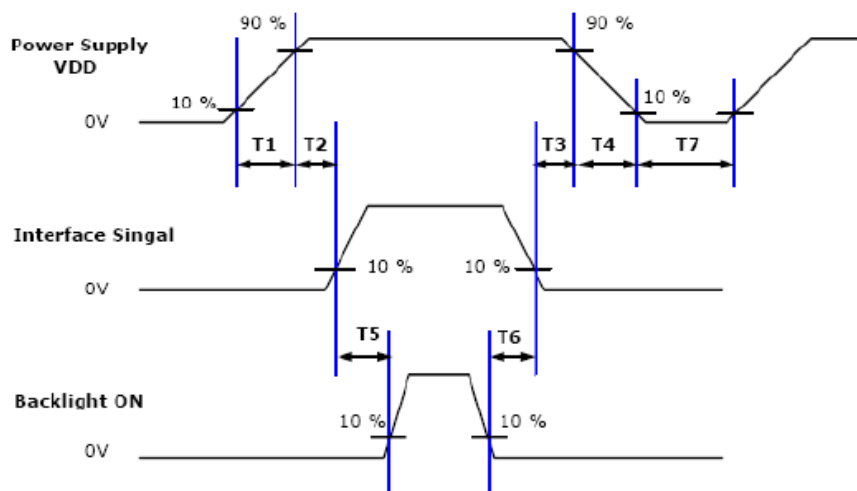 90 %
90 %
Power Supply
VDD
10 %
10 %
0V
T1
T2
T3
T4
T7
Interface Singal
10 %
10 %
0V
T5
T6
Backlight ON
10 %
10 %
0V